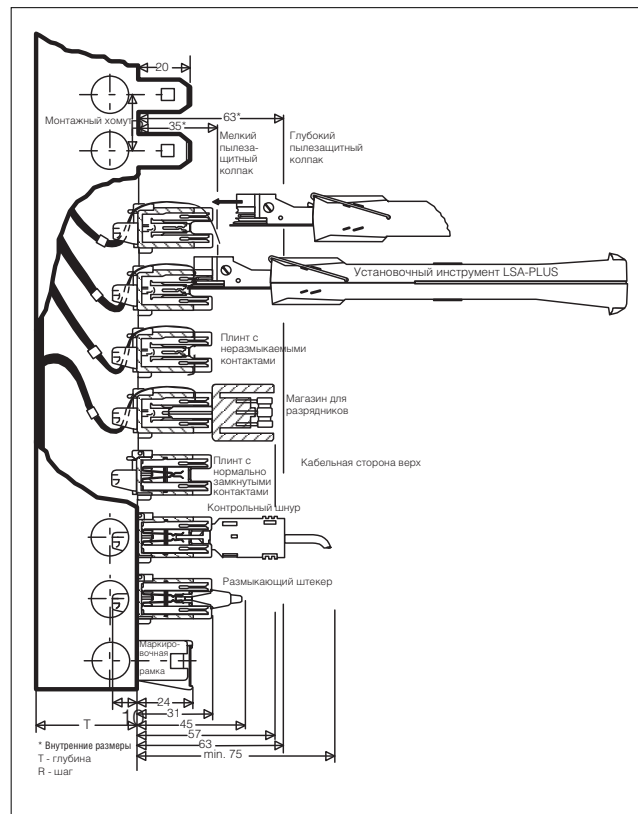 20
63*
Монтажный хомут
35*
Мелкий
пылеза-
щитный
колпак
Глубокий
пылезащитный
колпак
Установочный инструмент LSA-PLUS
Плинт с
неразмыкаемыми
контактами
Магазин для
разрядников
Плинт с
нормально
замкнутыми
контактами
Кабельная сторона верх
Контрольный шнур
Размыкающий штекер
Маркиро-
вочная
рамка
24
31
T
45
57
63
min. 75
* Внутренние размеры
T - глубина
R - шаг